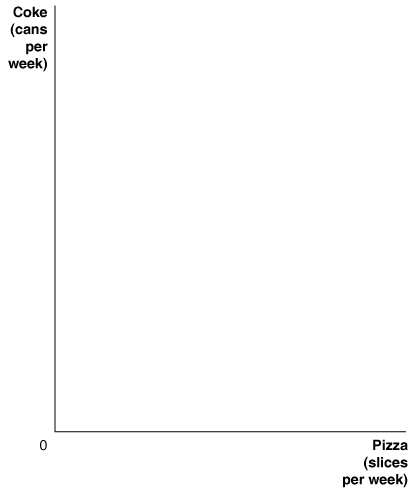 Coke
(cans
per
week)
0
Pizza
(slices
per week)